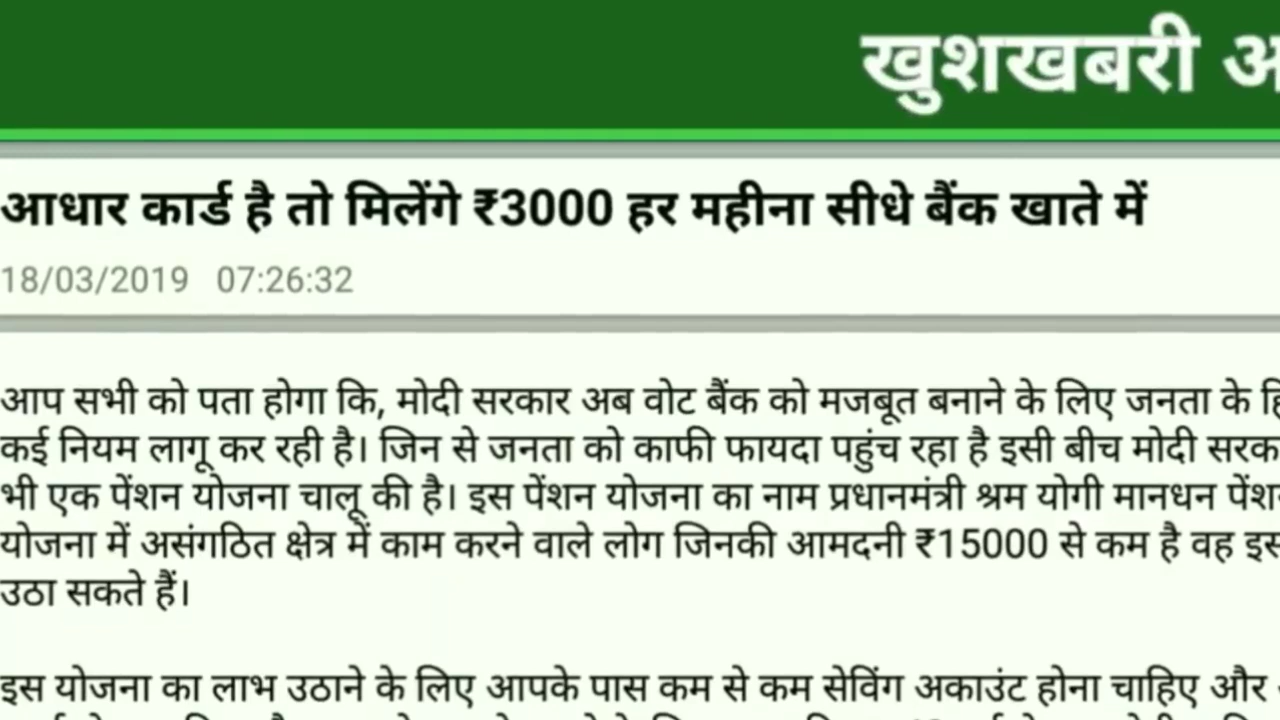 खुशखबरी
आधार कार्ड है तो मिलेंगे ₹3000 हर महीना सीधे बैंक खाते में
18/03/2019 07:26:32
आप सभी को पता होगा कि, मोदी सरकार अब वोट बैंक को मजबूत बनाने के लिए जनता के
कई नियम लागू कर रही है। जिन से जनता को काफी फायदा पहुंच रहा है इसी बीच मोदी
भी एक पेंशन योजना चालू की है। इस पेंशन योजना का नाम प्रधानमंत्री श्रम योगी मानधन
योजना में असंगठित क्षेत्र में काम करने वाले लोग जिनकी आमदनी ₹15000 से कम है वह
उठा सकते हैं।
इस योजना का लाभ उठाने के लिए आपके पास कम से कम सेविंग अकाउंट होना चाहिए और